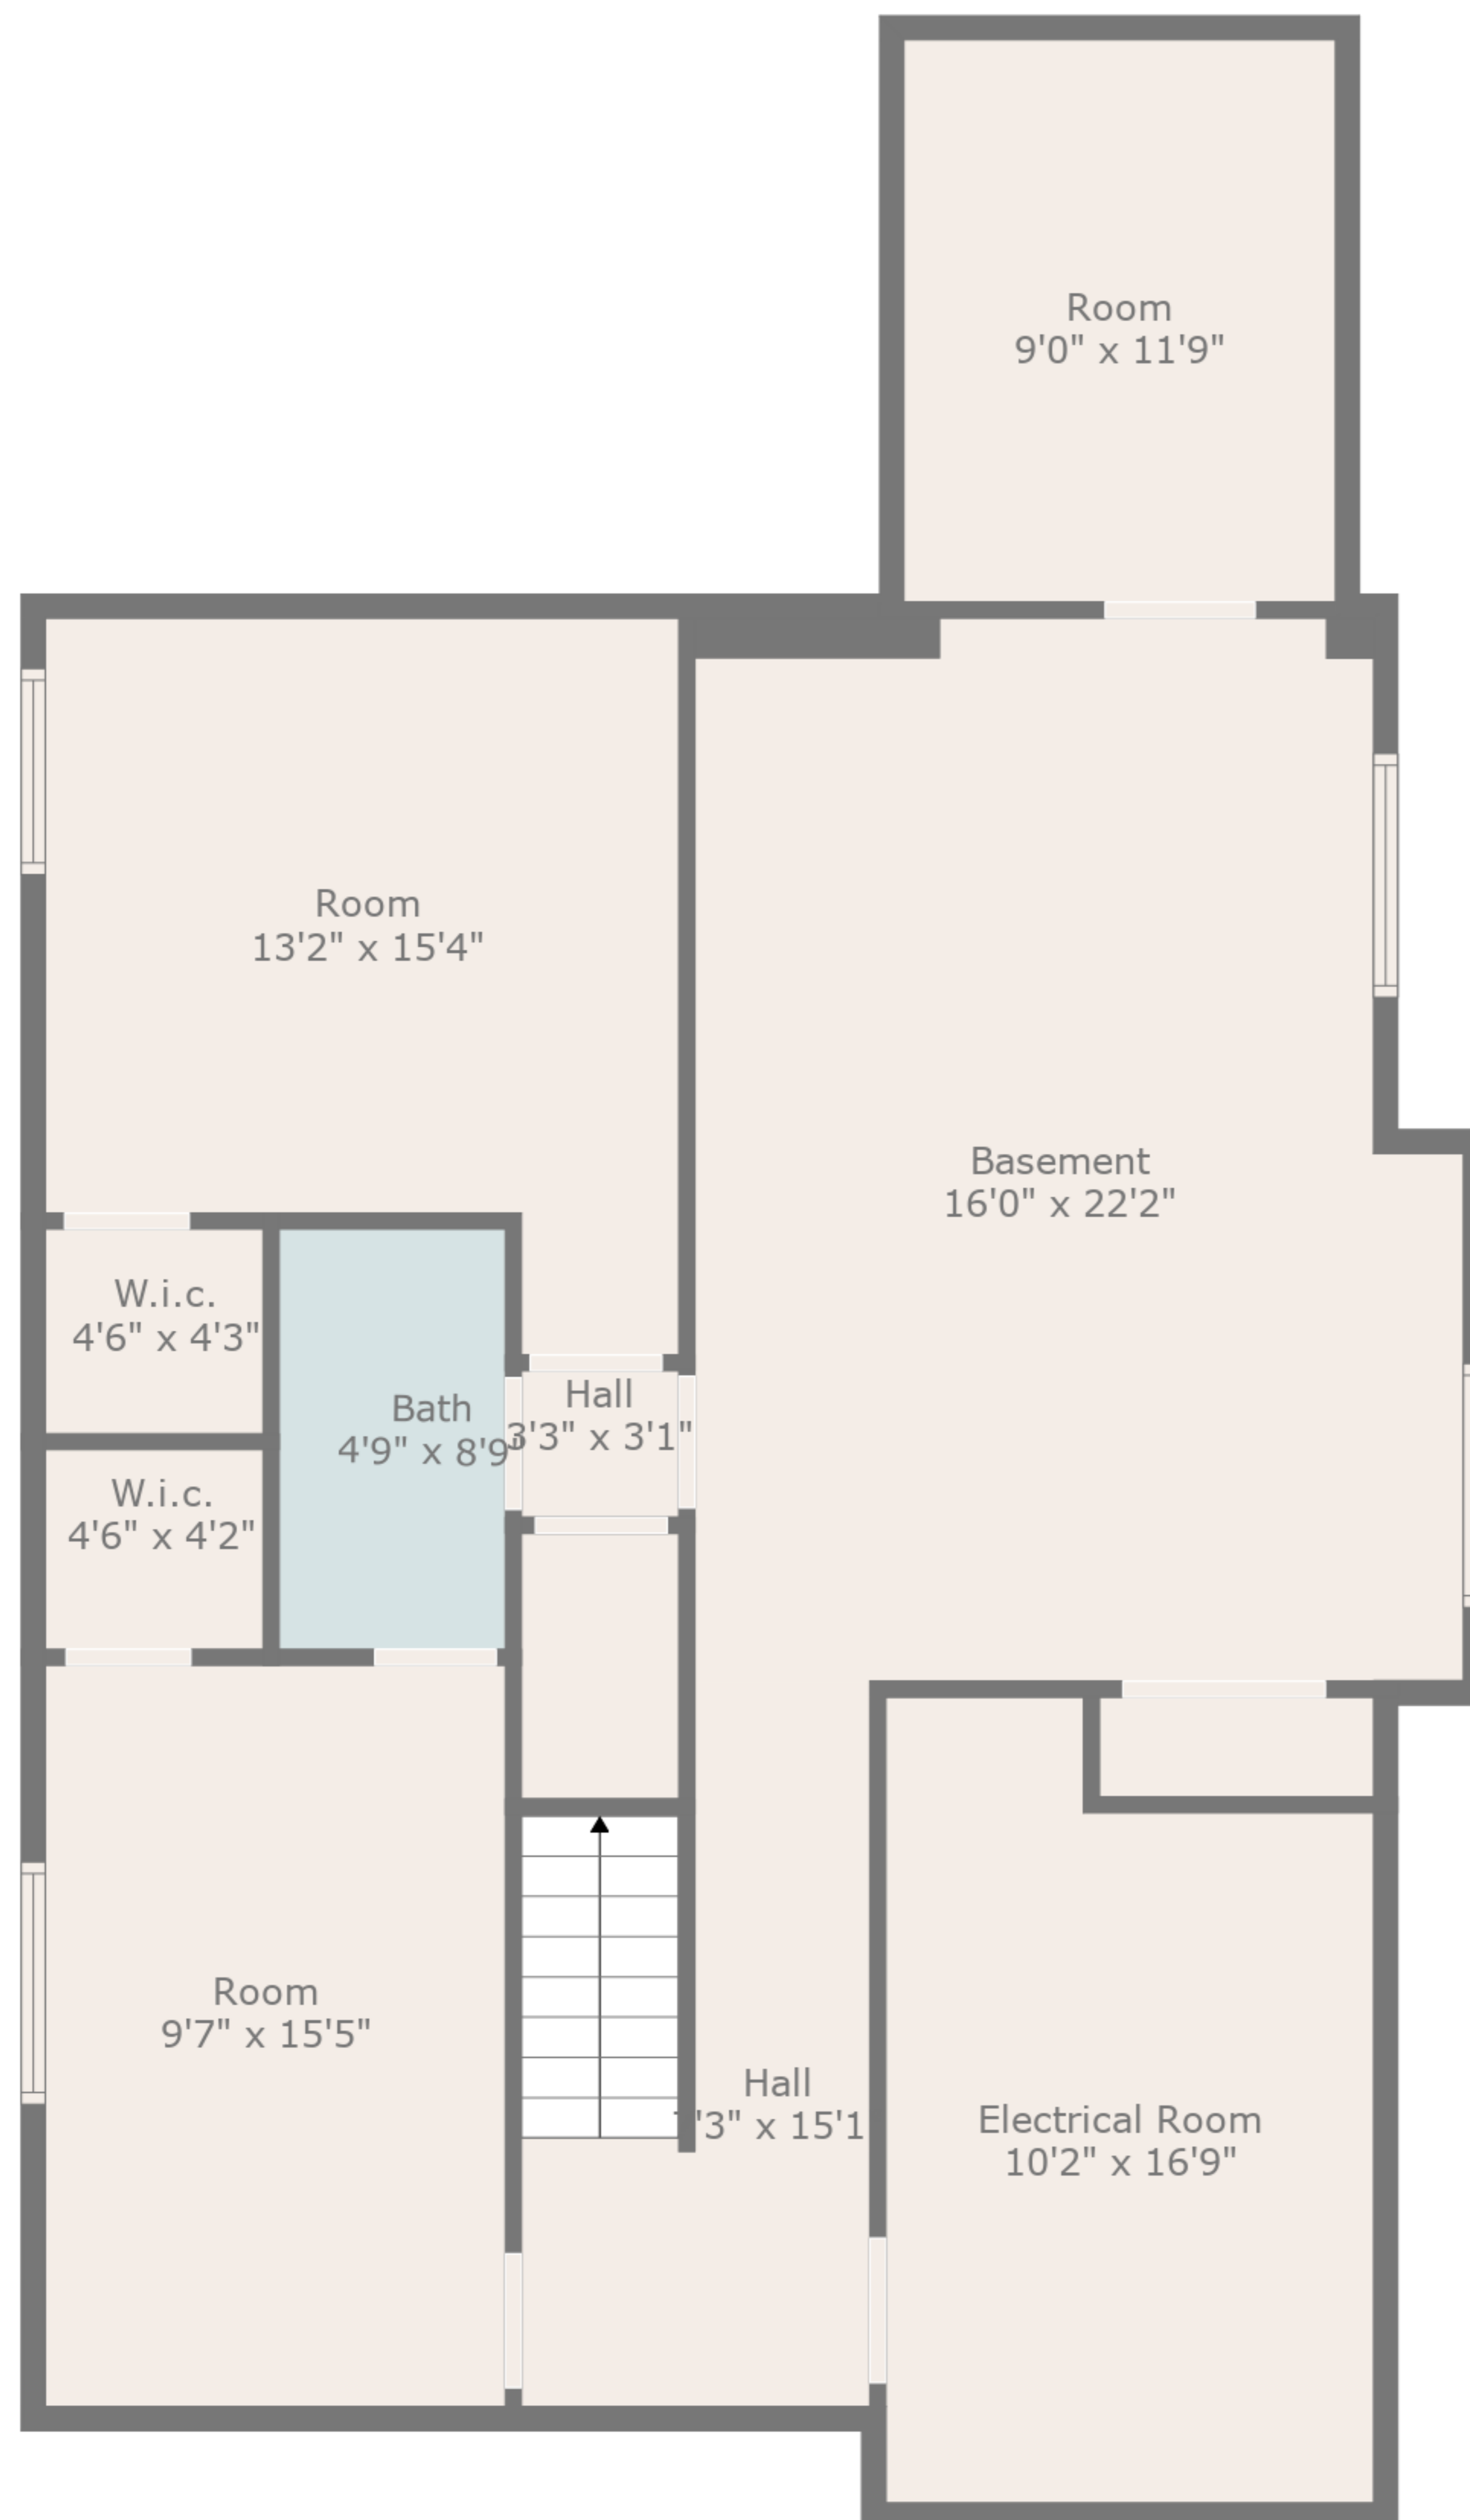 Room
9'0" x 11'9"
Room
13'2" x 15'4"
Basement
16'0" x 22'2"
W.i.c.
4'6" x 4'3"
Bath
4'9" x 8'9"
Hall
3'3" x 3'1"
W.i.c.
4'6" x 4'2"
Room
9'7" x 15'5"
Hall
'3" x 15'1
Electrical Room
10'2" x 16'9"